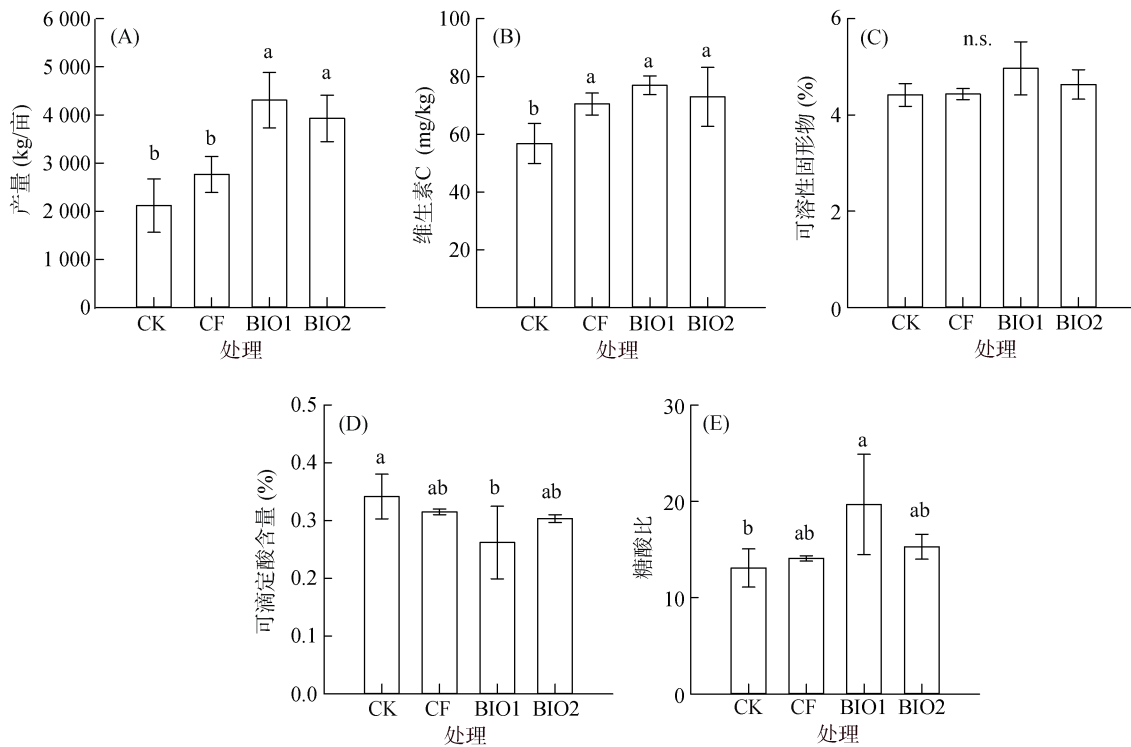 (A)
产量 (kg/亩)
6 000
5 000
4 000
3 000
2 000
1 000
0
b
b
a
a
CK
CF
BIO1
BIO2
处理
(B)
维生素C (mg/kg)
100
80
60
40
20
b
a
a
a
CK
CF
BIO1
BIO2
处理
(C)
可溶性固形物 (%)
6
4
2
0
n.s.
CK
CF
BIO1
BIO2
处理
(D)
可滴定酸含量 (%)
0.5
0.4
0.3
0.2
0.1
0.0
a
ab
b
ab
CK
CF
BIO1
BIO2
处理
(E)
糖酸比
30
20
10
0
b
ab
a
ab
CK
CF
BIO1
BIO2
处理